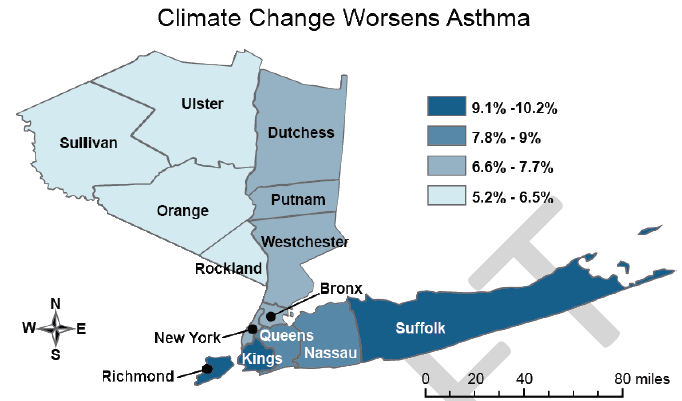 Climate Change Worsens Asthma
Ulster
Sullivan
Dutchess
Orange
Putnam
Westchester
Rockland
Bronx
New York
Queens
Kings
Nassau
Suffolk
Richmond
9.1% -10.2%
7.8% - 9%
6.6% - 7.7%
5.2% - 6.5%
N
W E
S
0 20 40 80 miles